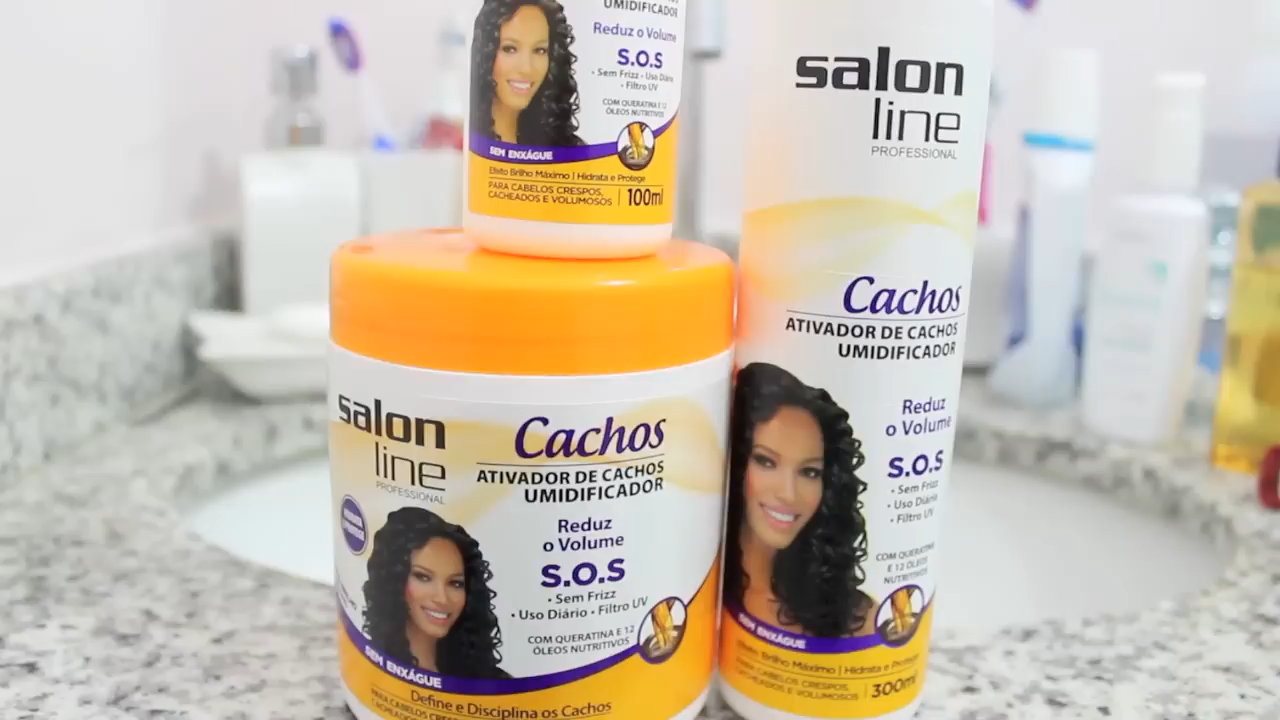 UMIDIFICADOR
Reduz o Volume
S.O.S
• Sem Frizz • Uso Diário
• Filtro UV
COM QUERATINA E 12
ÓLEOS NUTRITIVOS
SEM ENXÁGUE
Efeito Brilho Máximo | Hidrata e Protege
PARA CABELOS CRESPOS,
CACHEADOS E VOLUMOSOS
100ml
salon
line
PROFESSIONAL
Cachos
ATIVADOR DE CACHOS
UMIDIFICADOR
Reduz
o Volume
S.O.S
• Sem Frizz
• Uso Diário • Filtro UV
COM QUERATINA E 12
ÓLEOS NUTRITIVOS
SEM ENXÁGUE
Define e Disciplina os Cachos
salon
line
PROFESSIONAL
Cachos
ATIVADOR DE CACHOS
UMIDIFICADOR
Reduz
o Volume
S.O.S
• Sem Frizz
• Uso Diário
• Filtro UV
COM QUERATINA
E 12 ÓLEOS
NUTRITIVOS
SEM ENXÁGUE
Efeito Brilho Máximo | Hidrata e Protege
PARA CABELOS CRESPOS,
CACHEADOS E VOLUMOSOS
300ml